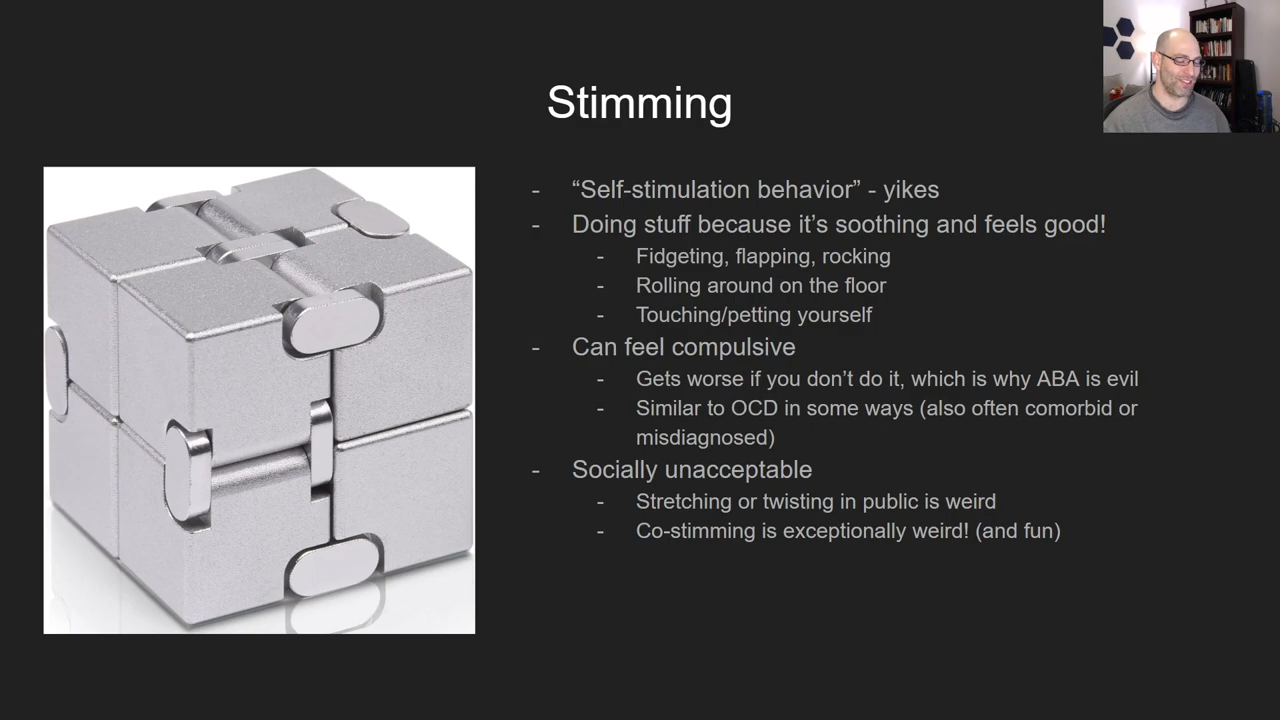 Stimming
- “Self-stimulation behavior” - yikes
- Doing stuff because it’s soothing and feels good!
- Fidgeting, flapping, rocking
- Rolling around on the floor
- Touching/petting yourself
- Can feel compulsive
- Gets worse if you don’t do it, which is why ABA is evil
- Similar to OCD in some ways (also often comorbid or
misdiagnosed)
- Socially unacceptable
- Stretching or twisting in public is weird
- Co-stimming is exceptionally weird! (and fun)